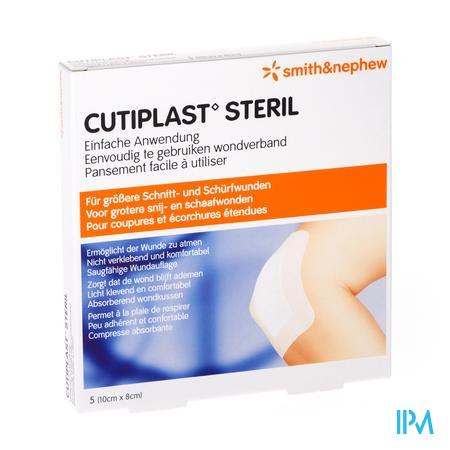 smith&nephew
CUTIPLAST◊ STERIL
Einfache Anwendung
Eenvoudig te gebruiken wondverband
Pansement facile à utiliser
Für größere Schnitt- und Schürfwunden
Voor grotere snij- en schaafwonden
Pour coupures et écorchures étendues
Ermöglicht der Wunde zu atmen
Nicht verklebend und komfortabel
Saugfähige Wundauflage
Zorgt dat de wond blijft ademen
Licht klevend en comfortabel
Absorberend wondkussen
Permet à la plaie de respirer
Peu adhérent et confortable
Compresse absorbante
5 (10cm x 8cm)
CUTIPLAST◊ STERIL
IPM